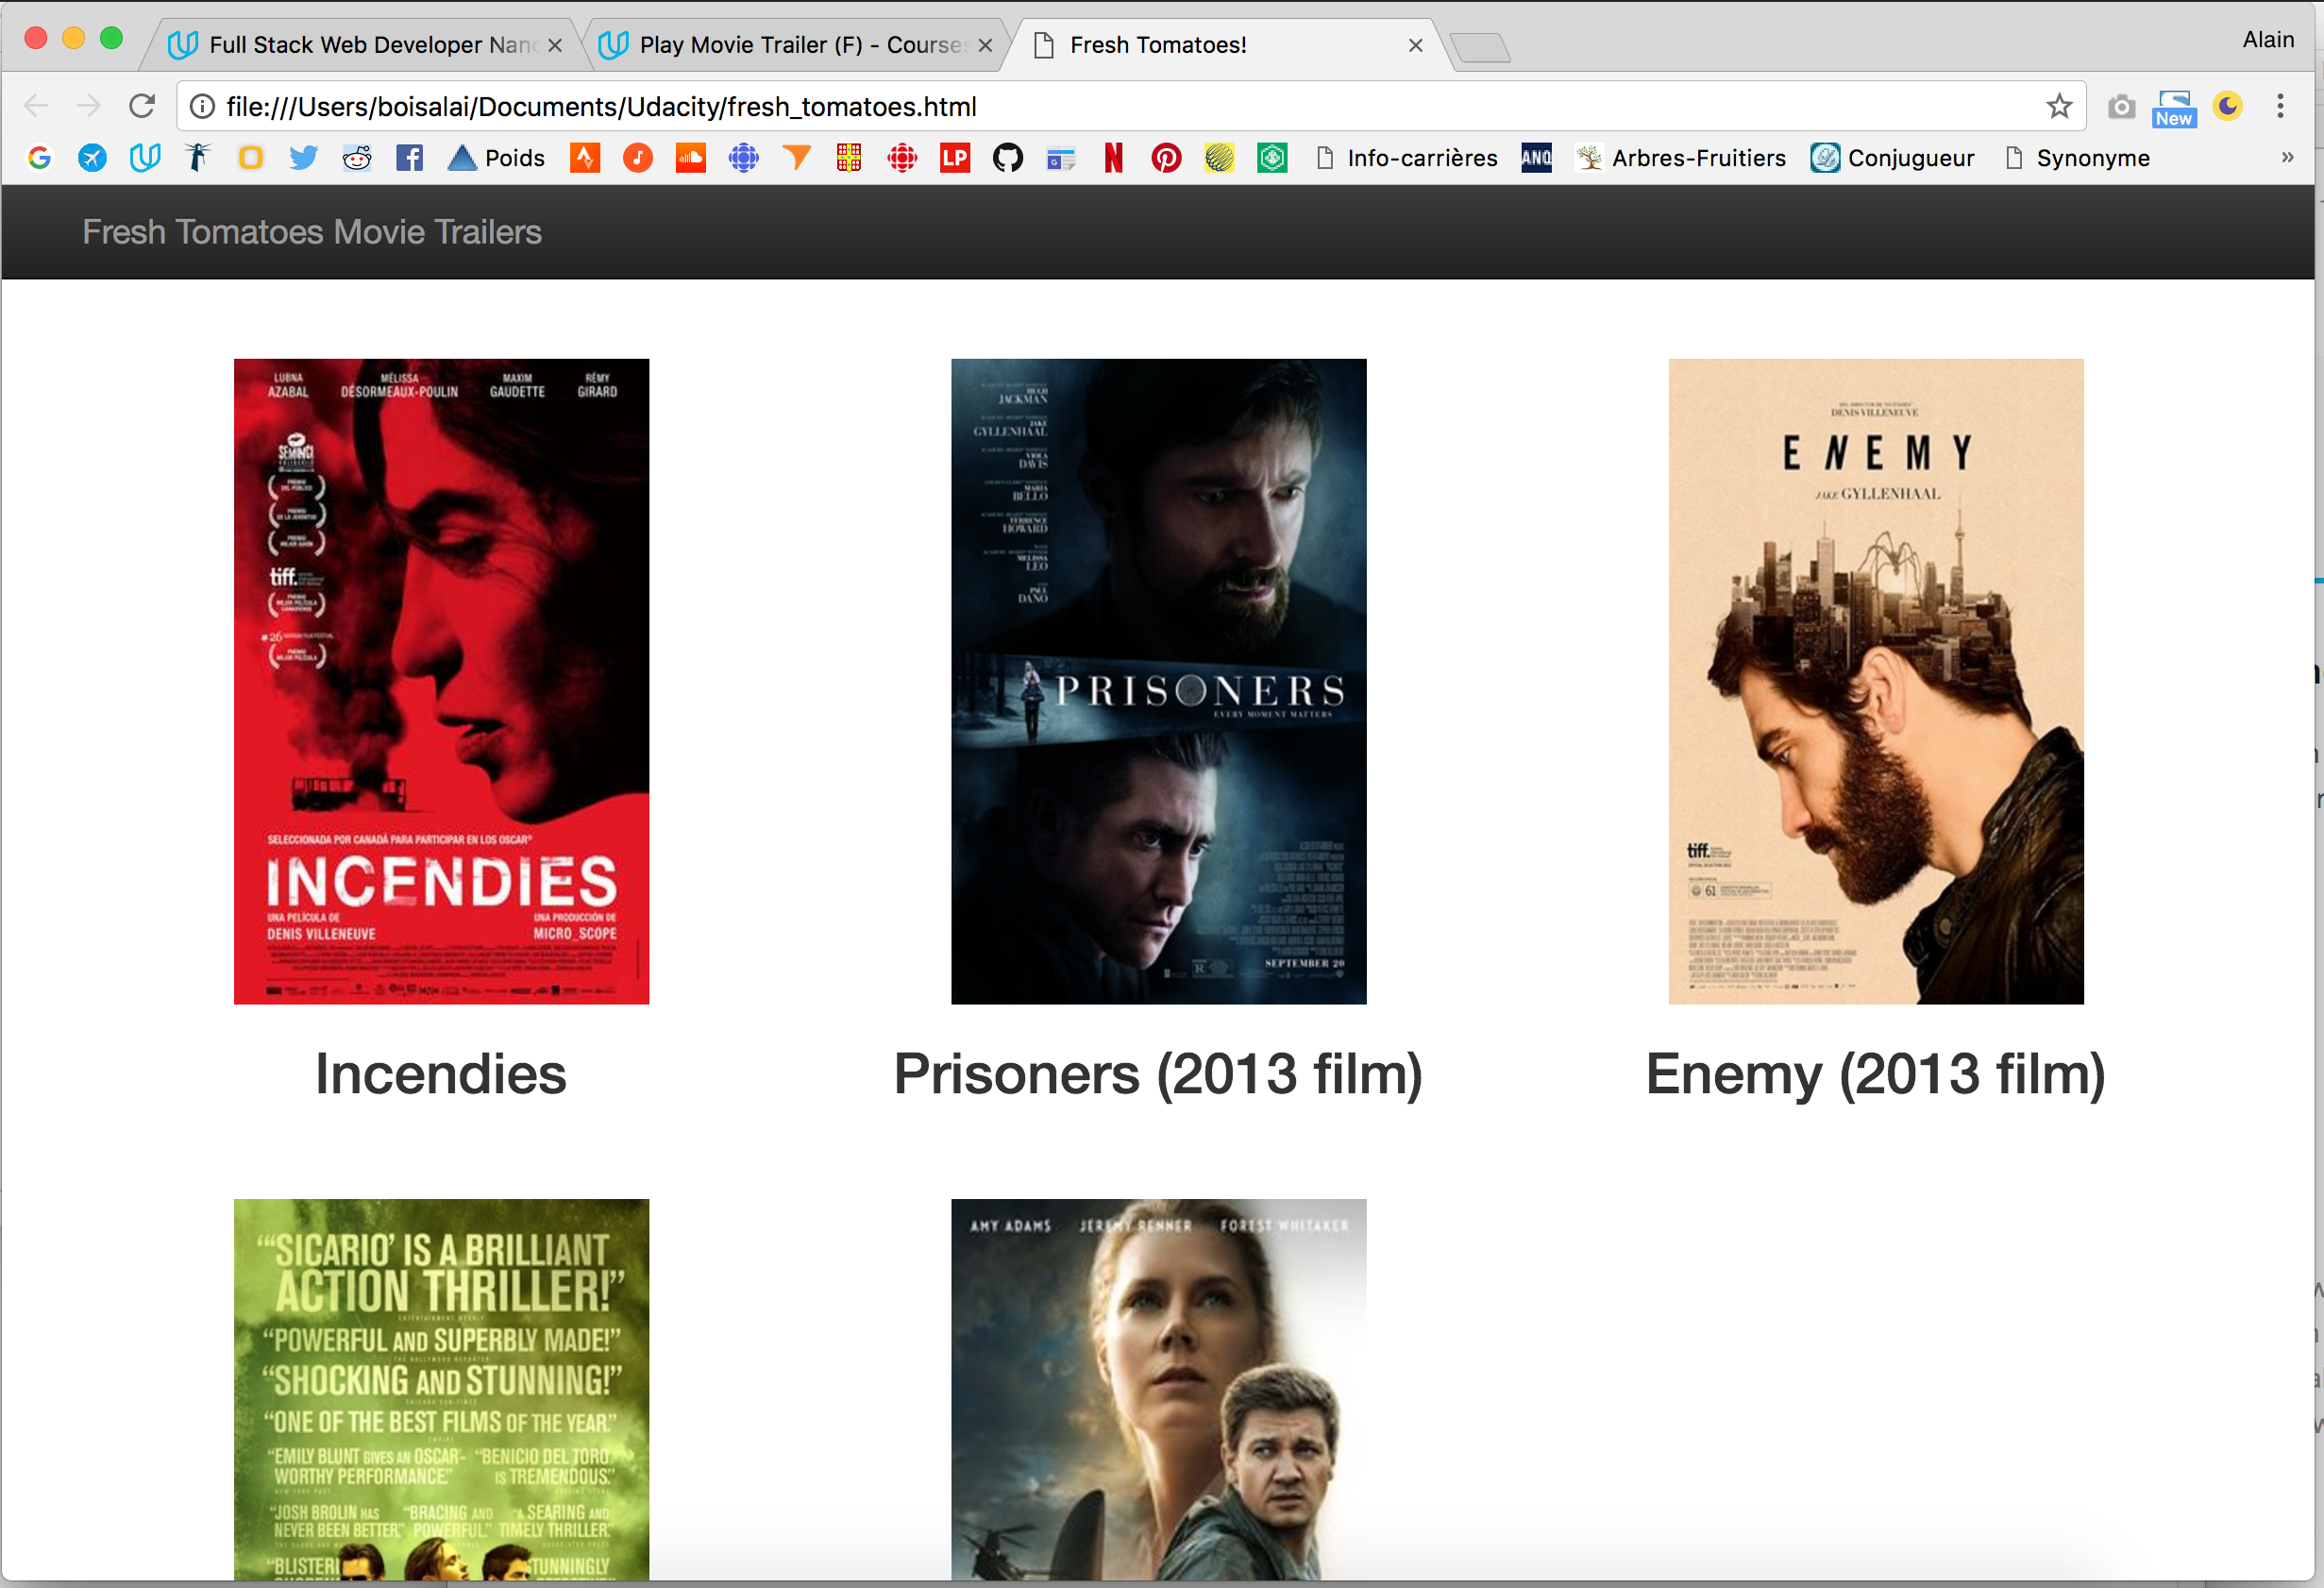 Full Stack Web Developer Nan
Play Movie Trailer (F) - Course
Fresh Tomatoes!
Alain
file:///Users/boisalai/Documents/Udacity/fresh_tomatoes.html
New
Poids
LP
Info-carrières
ANQ
Arbres-Fruitiers
Conjugueur
Synonyme
Fresh Tomatoes Movie Trailers
LUBNA AZABAL
MÉLISSA DÉSORMEAUX-POULIN
MAXIM GAUDETTE
RÉMY GIRARD
SEMINCI
tiff.
SELECCIONADA POR CANADÁ PARA PARTICIPAR EN LOS OSCAR®
INCENDIES
UNA PELÍCULA DE
DENIS VILLENEUVE
UNA PRODUCCIÓN DE
MICRO_SCOPE
HUGH JACKMAN
JAKE GYLLENHAAL
VIOLA DAVIS
MARIA BELLO
TERRENCE HOWARD
MELISSA LEO
PAUL DANO
PRISONERS
EVERY MOMENT MATTERS
R
SEPTEMBER 20
DENIS VILLENEUVE
ENEMY
JAKE GYLLENHAAL
tiff.
61
Incendies
Prisoners (2013 film)
Enemy (2013 film)
“‘SICARIO’ IS A BRILLIANT
ACTION THRILLER!”
“POWERFUL AND SUPERBLY MADE!”
“SHOCKING AND STUNNING!”
“ONE OF THE BEST FILMS OF THE YEAR.”
“EMILY BLUNT GIVES AN OSCAR-
WORTHY PERFORMANCE.”
“BENICIO DEL TORO
IS TREMENDOUS.”
“JOSH BROLIN HAS
NEVER BEEN BETTER.”
“BRACING AND
POWERFUL.”
“A SEARING AND
TIMELY THRILLER.”
AMY ADAMS
JEREMY RENNER
FOREST WHITAKER